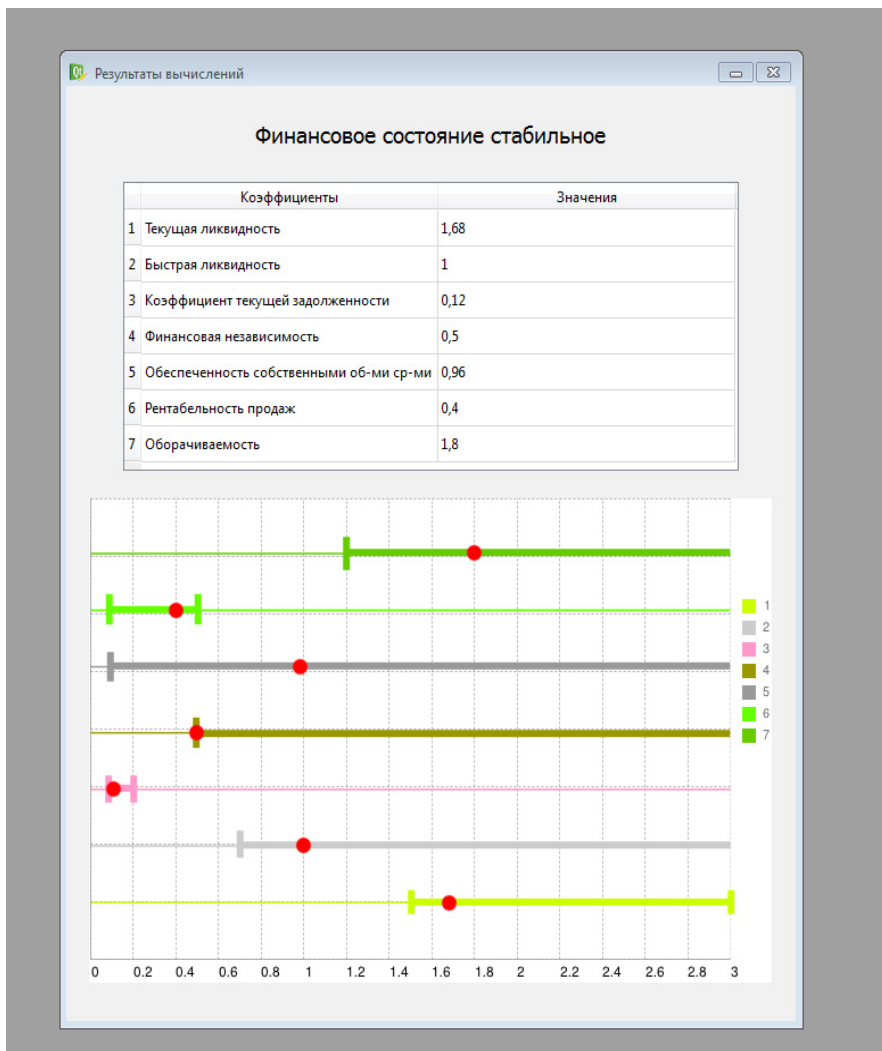 Результаты вычислений
Финансовое состояние стабильное
Коэффициенты Значения
1 Текущая ликвидность 1,68
2 Быстрая ликвидность 1
3 Коэффициент текущей задолженности 0,12
4 Финансовая независимость 0,5
5 Обеспеченность собственными об-ми ср-ми 0,96
6 Рентабельность продаж 0,4
7 Оборачиваемость 1,8
1
2
3
4
5
6
7
0 0.2 0.4 0.6 0.8 1 1.2 1.4 1.6 1.8 2 2.2 2.4 2.6 2.8 3